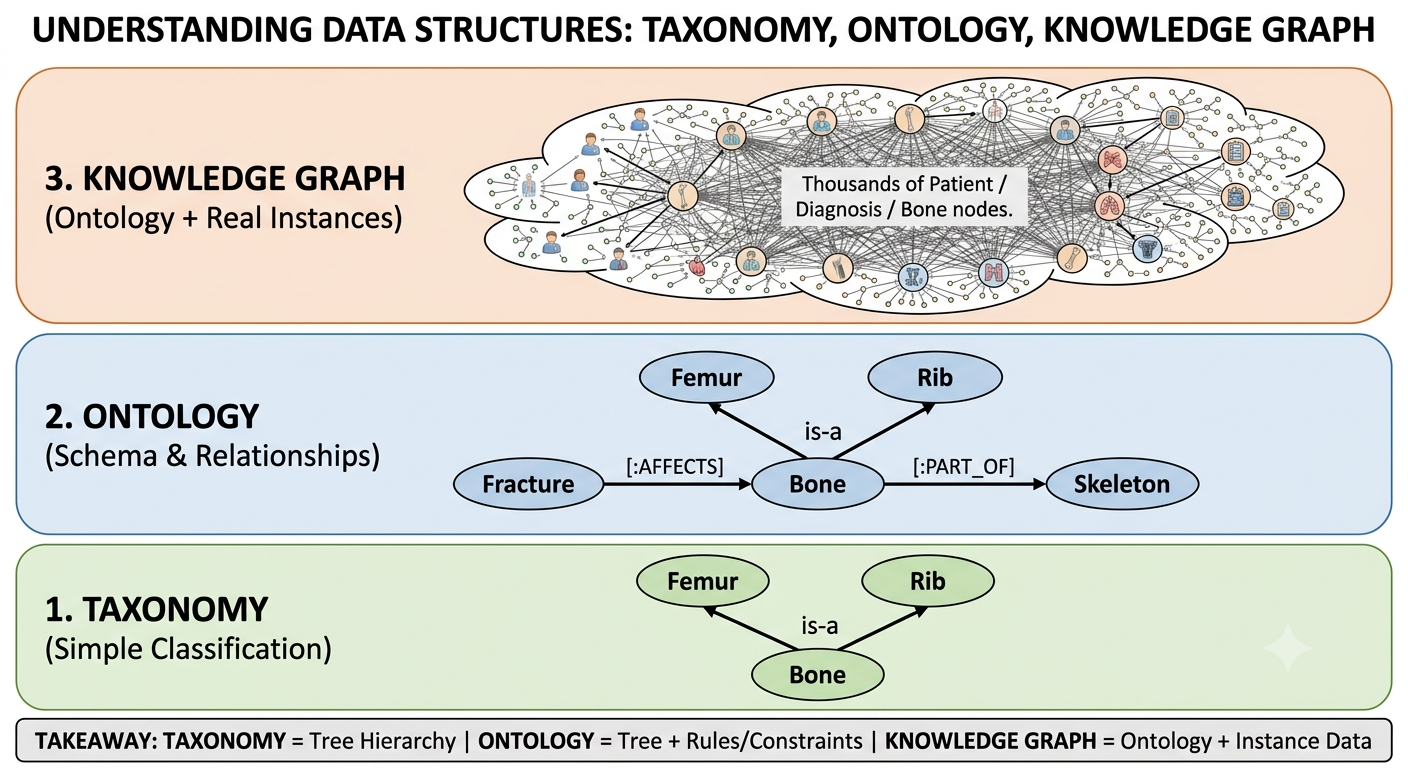 UNDERSTANDING DATA STRUCTURES: TAXONOMY, ONTOLOGY, KNOWLEDGE GRAPH
3. KNOWLEDGE GRAPH
(Ontology + Real Instances)
Thousands of Patient /
Diagnosis / Bone nodes.
2. ONTOLOGY
(Schema & Relationships)
Femur
Rib
is-a
Fracture
[:AFFECTS]
Bone
[:PART_OF]
Skeleton
1. TAXONOMY
(Simple Classification)
Femur
Rib
is-a
Bone
TAKEAWAY: TAXONOMY = Tree Hierarchy | ONTOLOGY = Tree + Rules/Constraints | KNOWLEDGE GRAPH = Ontology + Instance Data